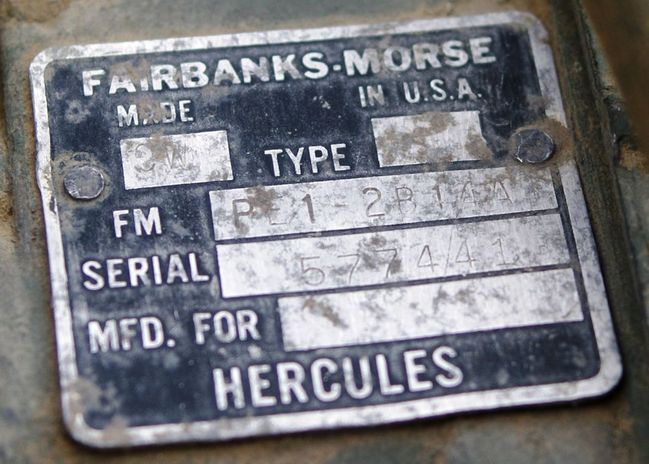 FAIRBANKS-MORSE
MADE IN U.S.A.
TYPE
FM
SERIAL 577441
MFD. FOR
HERCULES